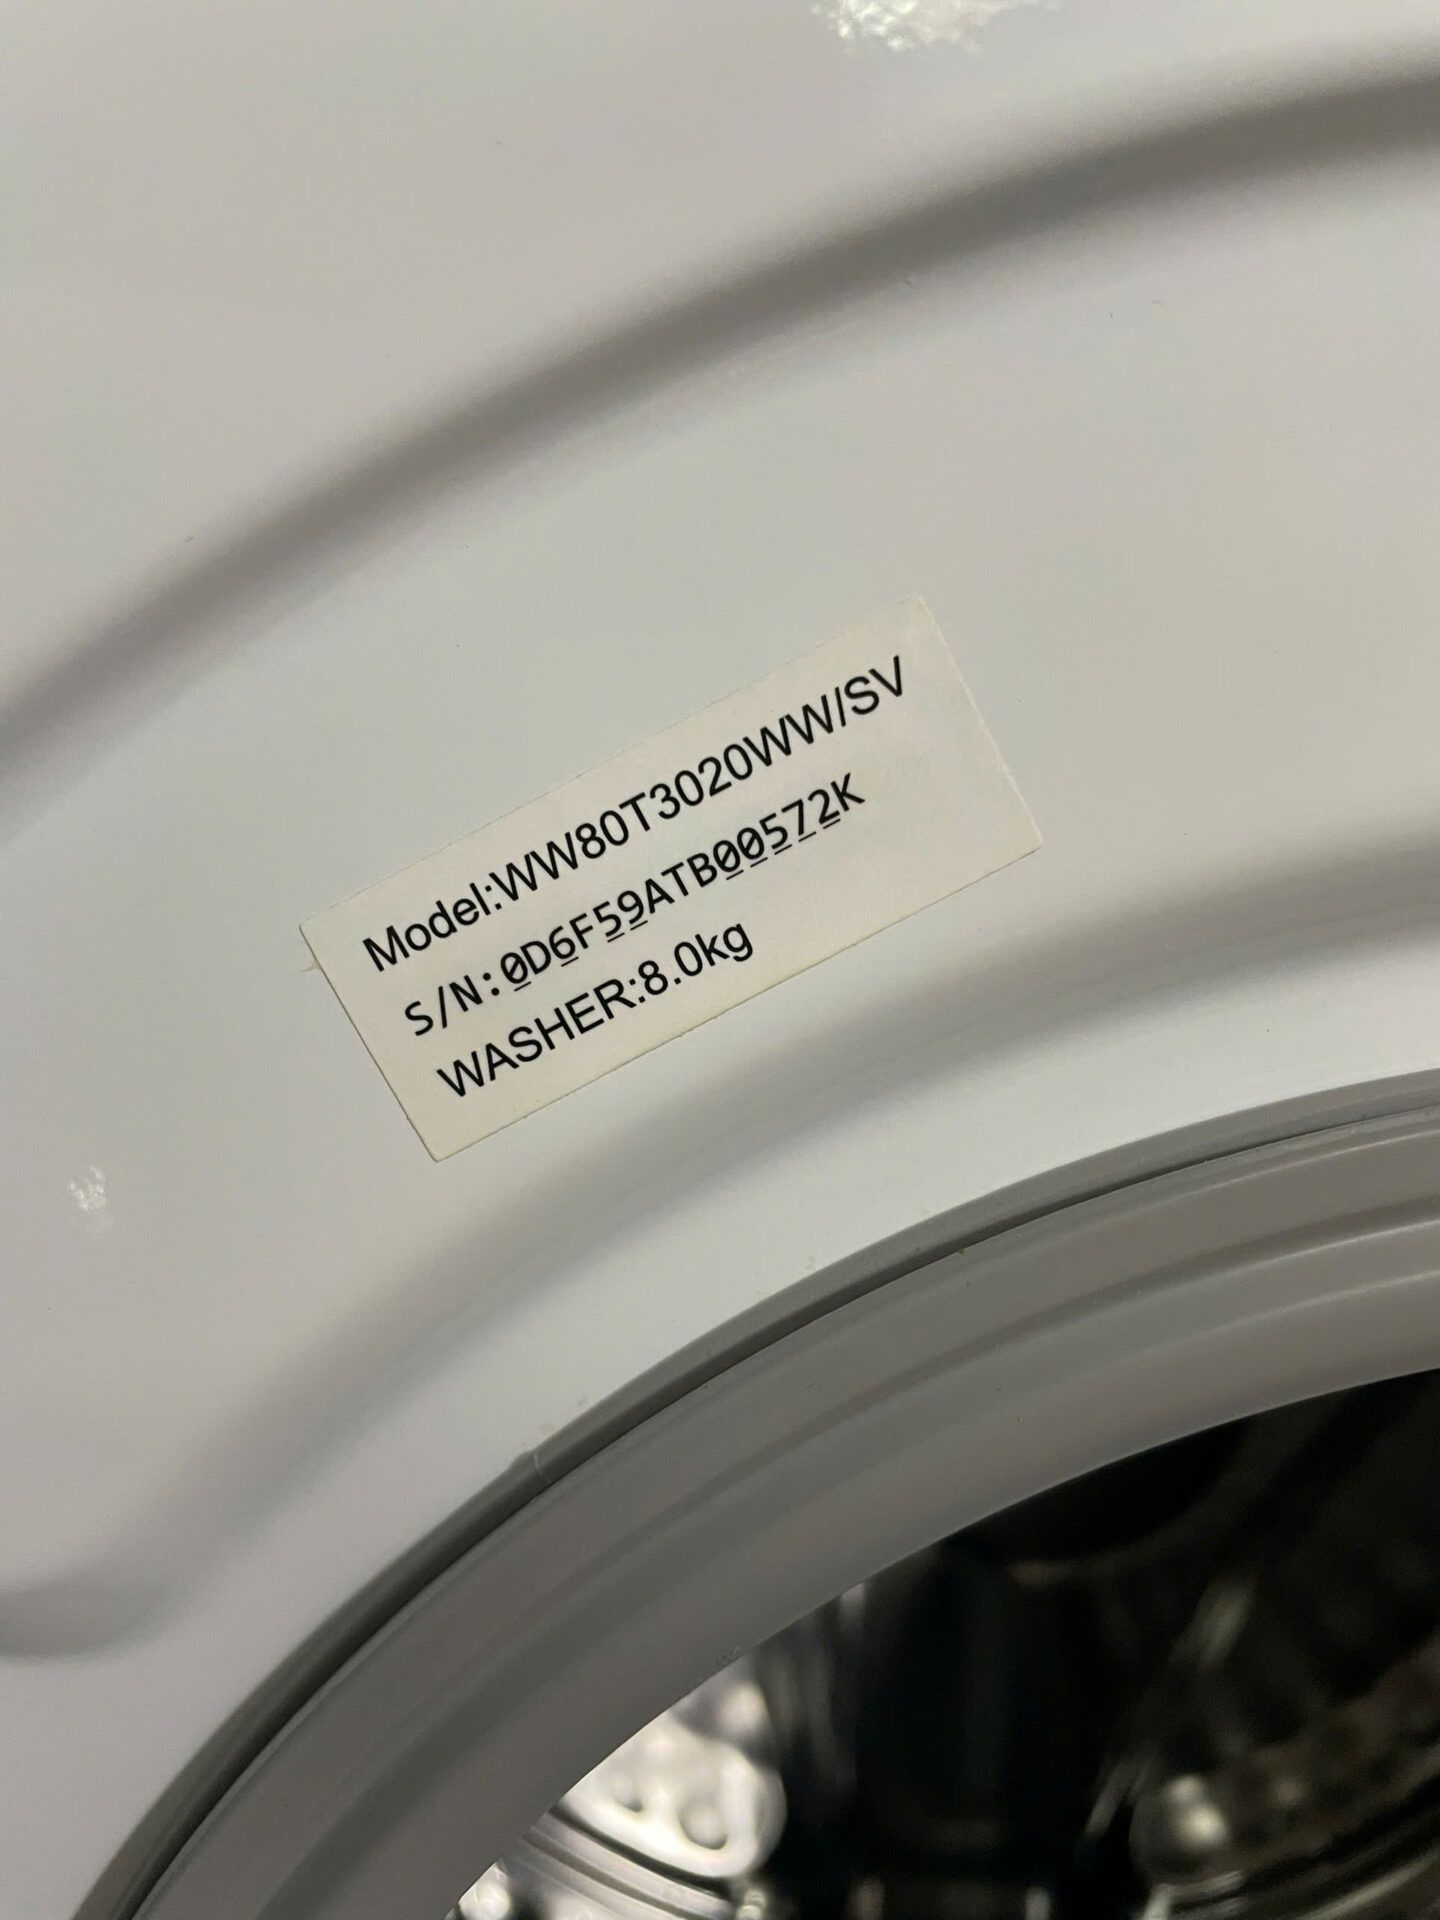 Model:WW80T3020WW/SV
S/N:0D6F59ATB00572K
WASHER:8.0kg